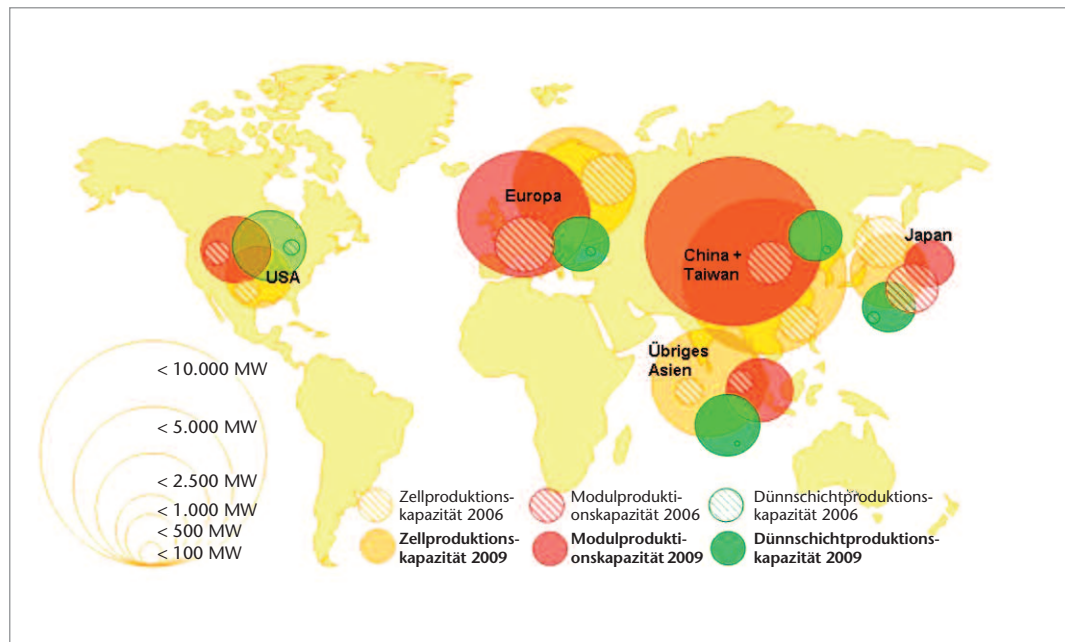 Europa
USA
China +
Taiwan
Japan
Übriges
Asien
< 10.000 MW
< 5.000 MW
< 2.500 MW
< 1.000 MW
< 500 MW
< 100 MW
Zellproduktions-
kapazität 2006
Modulprodukti-
onskapazität 2006
Dünnschichtproduktions-
kapazität 2006
Zellproduktions-
kapazität 2009
Modulprodukti-
onskapazität 2009
Dünnschichtproduktions-
kapazität 2009